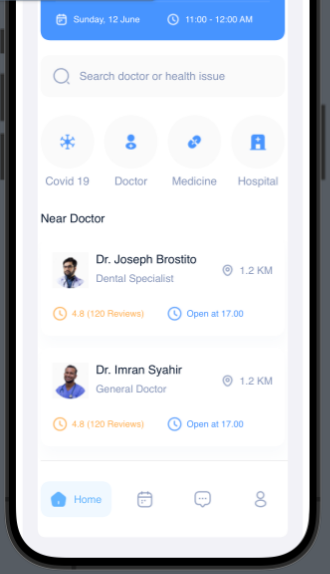 Sunday, 12 June
11:00 - 12:00 AM
Search doctor or health issue
Covid 19
Doctor
Medicine
Hospital
Near Doctor
Dr. Joseph Brostito
Dental Specialist
1.2 KM
4.8 (120 Reviews)
Open at 17.00
Dr. Imran Syahir
General Doctor
1.2 KM
4.8 (120 Reviews)
Open at 17.00
Home